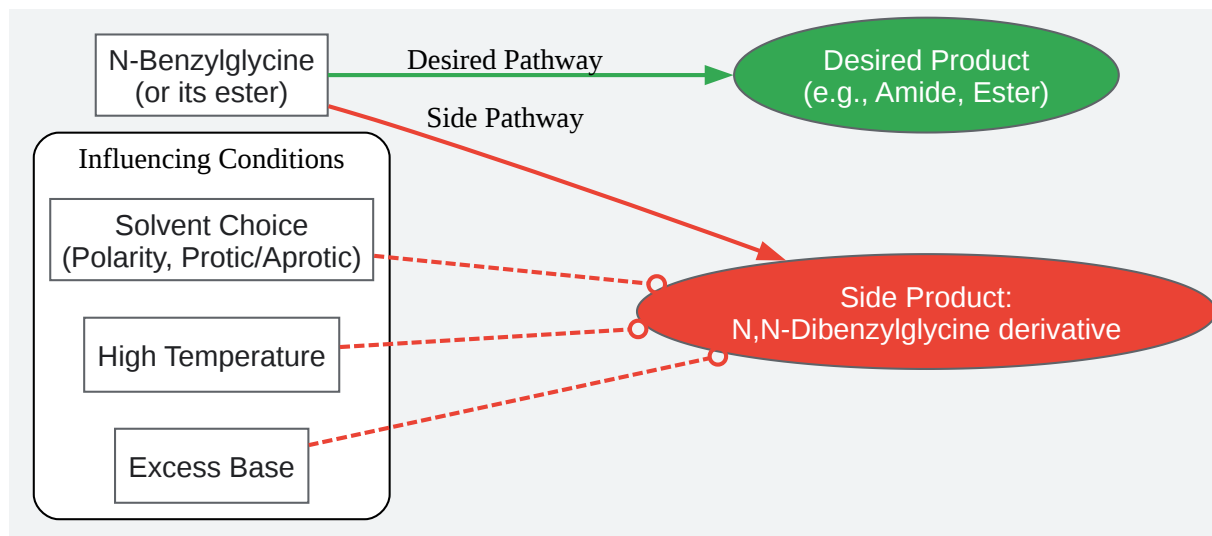 N-Benzylglycine
(or its ester)
Desired Pathway
Desired Product
(e.g., Amide, Ester)
Side Pathway
Influencing Conditions
Solvent Choice
(Polarity, Protic/Aprotic)
Side Product:
N,N-Dibenzylglycine derivative
High Temperature
Excess Base